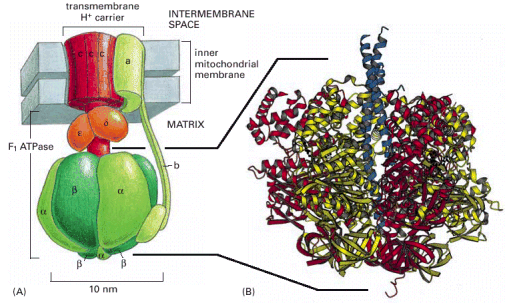 transmembrane
H+ carrier
INTERMEMBRANE
SPACE
c c c
a
inner
mitochondrial
membrane
MATRIX
ε
δ
F1 ATPase
b
β
α
α
β
α
β
10 nm
(A)
(B)